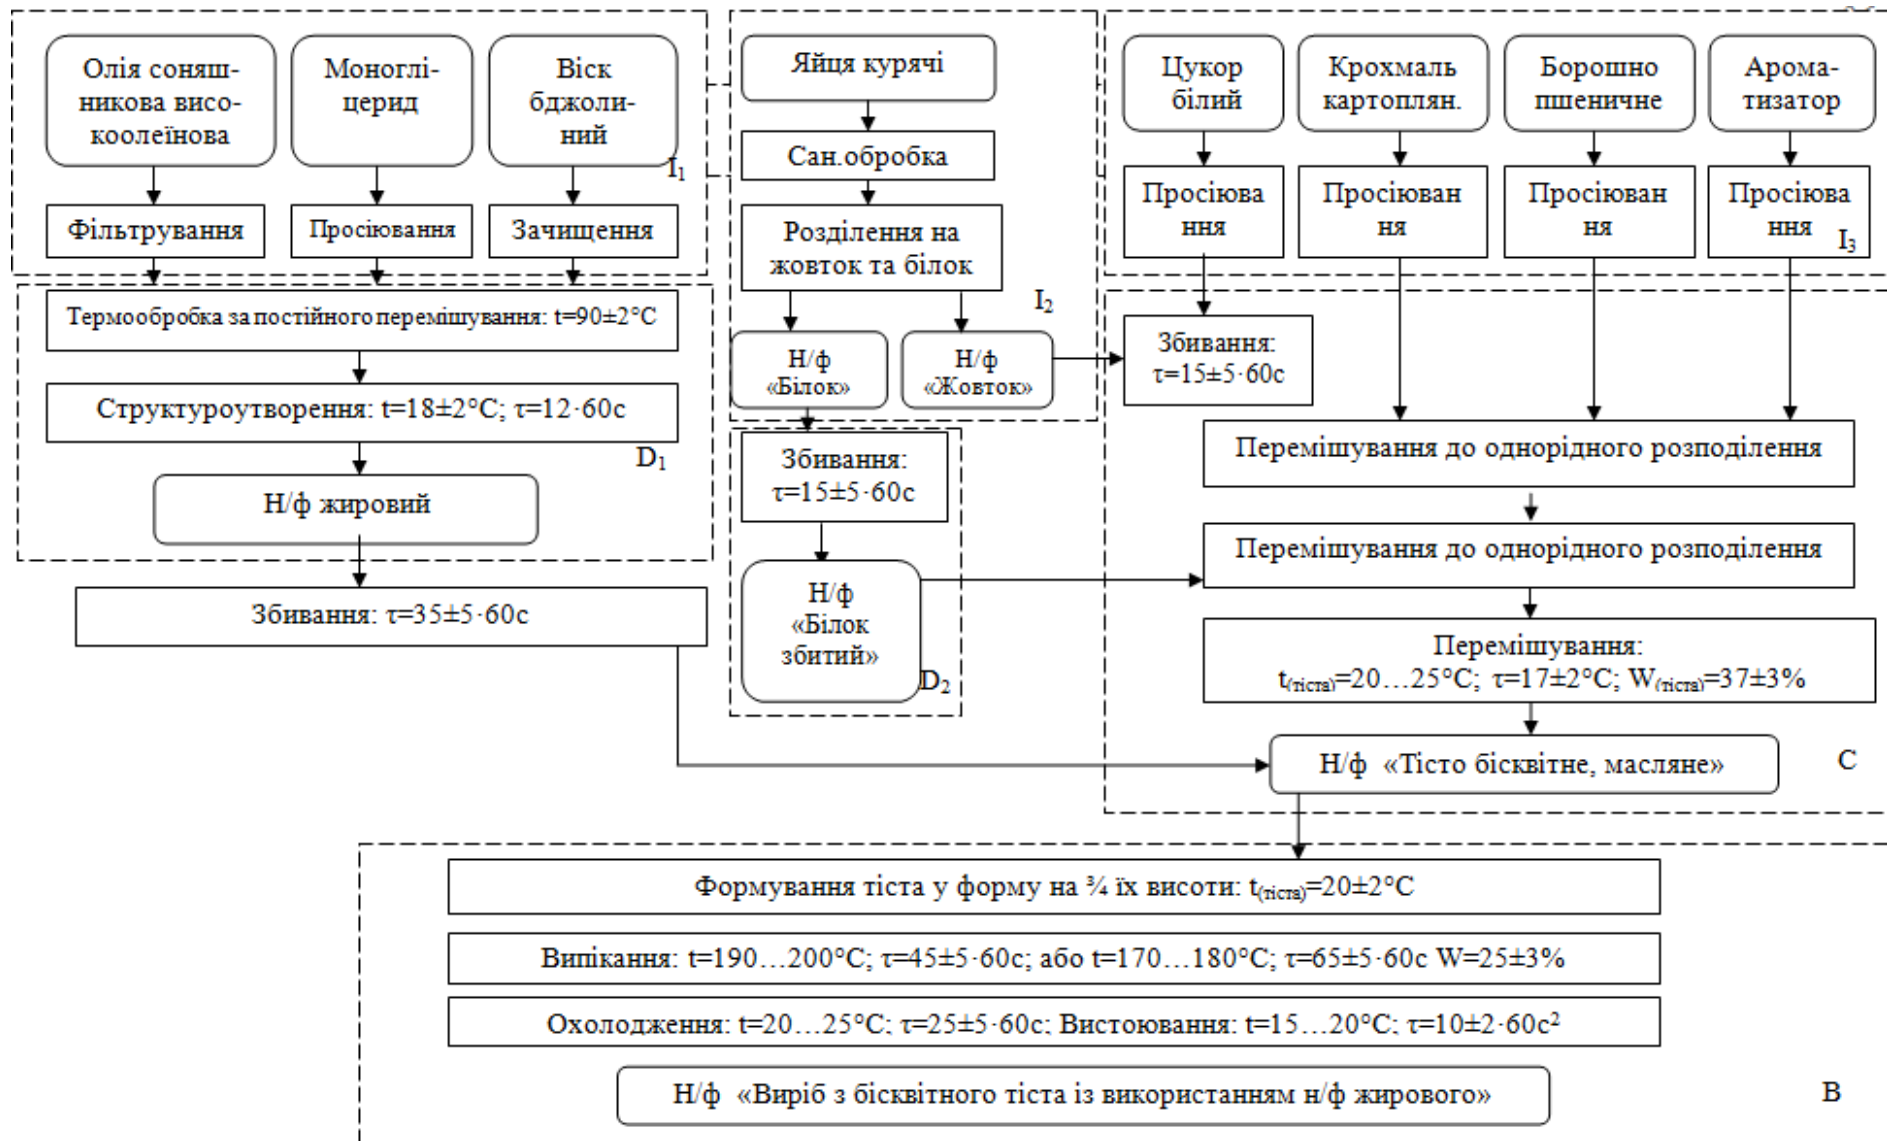 Олія соняш-
никова висо-
коолеїнова
Моноглі-
церид
Віск
бджоли-
ний
I₁
Фільтрування
Просіювання
Зачищення
Термообробка за постійного перемішування: t=90±2°C
Структуроутворення: t=18±2°C; τ=12·60с
D₁
Н/ф жировий
Збивання: τ=35±5·60с
Яйця курячі
Сан.обробка
Розділення на
жовток та білок
I₂
Н/ф
«Білок»
Н/ф
«Жовток»
Збивання:
τ=15±5·60с
Н/ф
«Білок
збитий»
D₂
Цукор
білий
Крохмаль
картоплян.
Борошно
пшеничне
Арома-
тизатор
Просіюва
ння
Просіюван
ня
Просіюван
ня
Просіюва
ння
I₃
Збивання:
τ=15±5·60с
Перемішування до однорідного розподілення
Перемішування до однорідного розподілення
Перемішування:
t(тіста)=20…25°C; τ=17±2°C; W(тіста)=37±3%
Н/ф «Тісто бісквітне, масляне»
C
Формування тіста у форму на ¾ їх висоти: t(тіста)=20±2°C
Випікання: t=190…200°C; τ=45±5·60с; або t=170…180°C; τ=65±5·60с W=25±3%
Охолодження: t=20…25°C; τ=25±5·60с; Вистоювання: t=15…20°C; τ=10±2·60с²
Н/ф «Виріб з бісквітного тіста із використанням н/ф жирового»
B